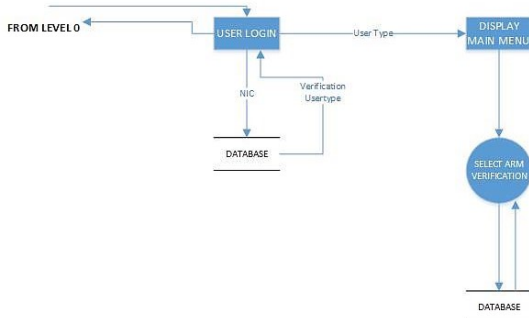 FROM LEVEL 0
USER LOGIN
User Type
DISPLAY
MAIN MENU
NIC
Verification
Usertype
DATABASE
SELECT ARM
VERIFICATION
DATABASE